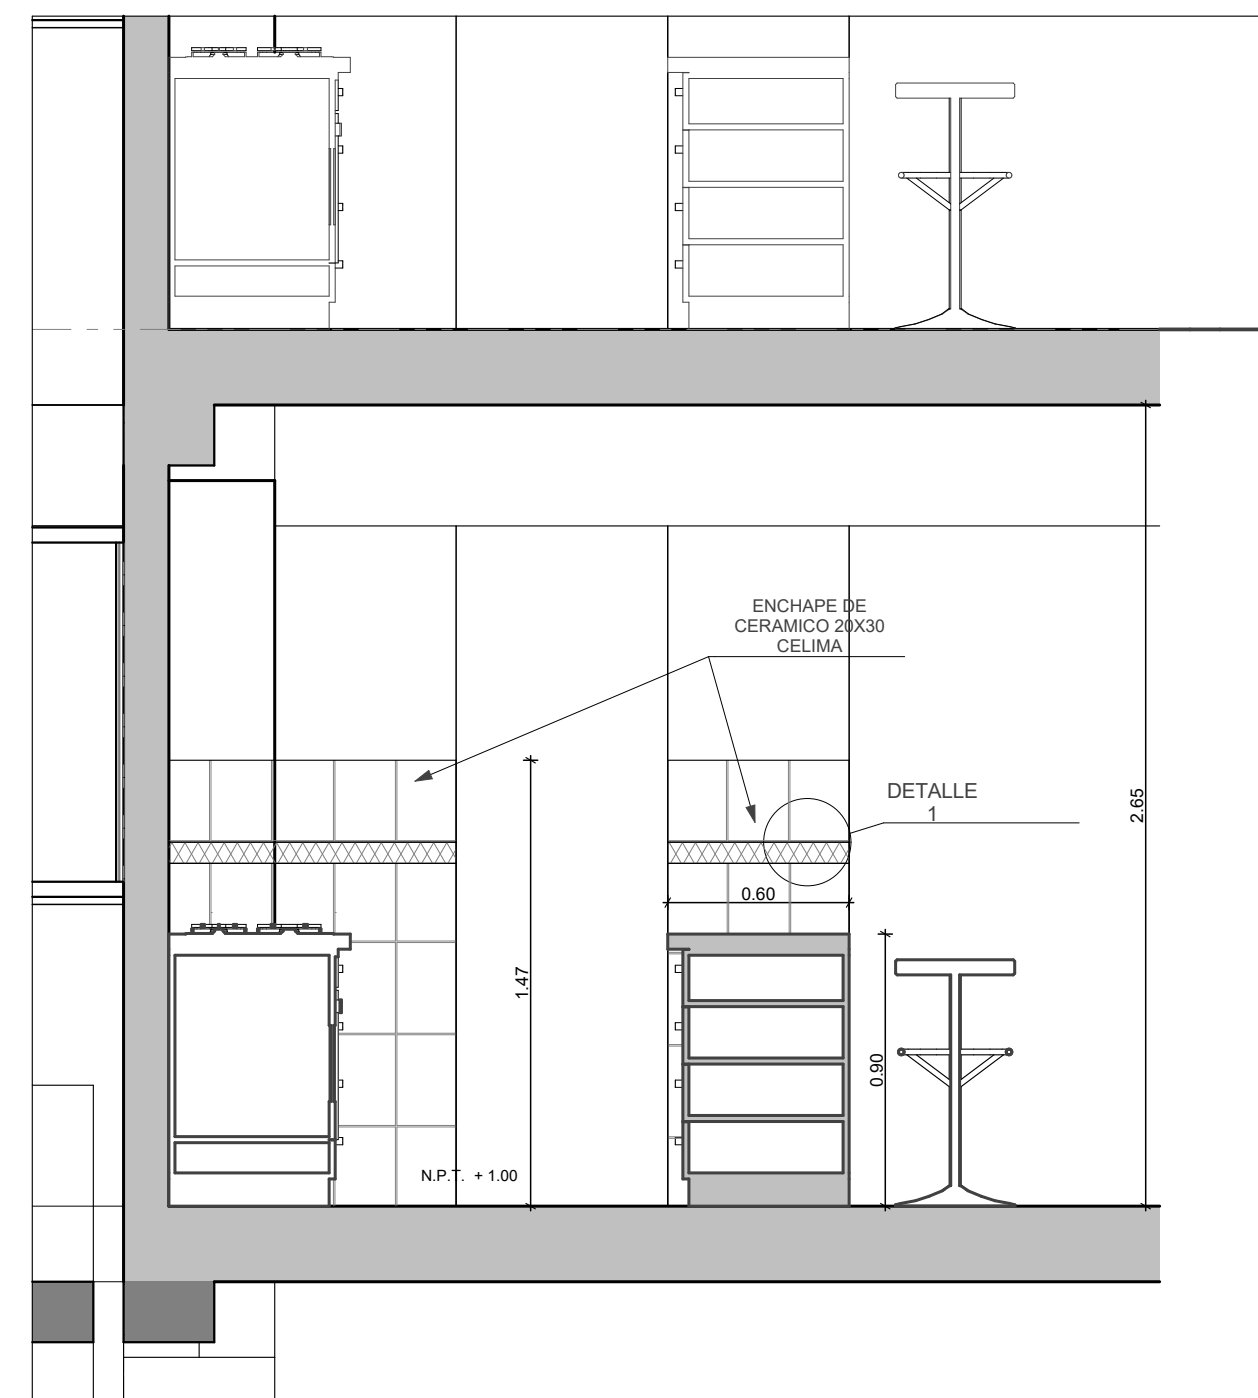 ENCHAPE DE
CERAMICO 20X30
CELIMA
DETALLE
1
2.65
0.60
1.47
0.90
N.P.T. + 1.00